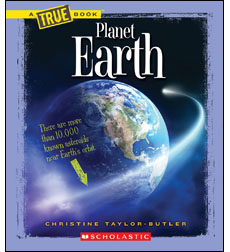 A TRUE BOOK
Planet
Earth
There are more
than 10,000
known asteroids
near Earth's orbit.
CHRISTINE TAYLOR-BUTLER
SCHOLASTIC